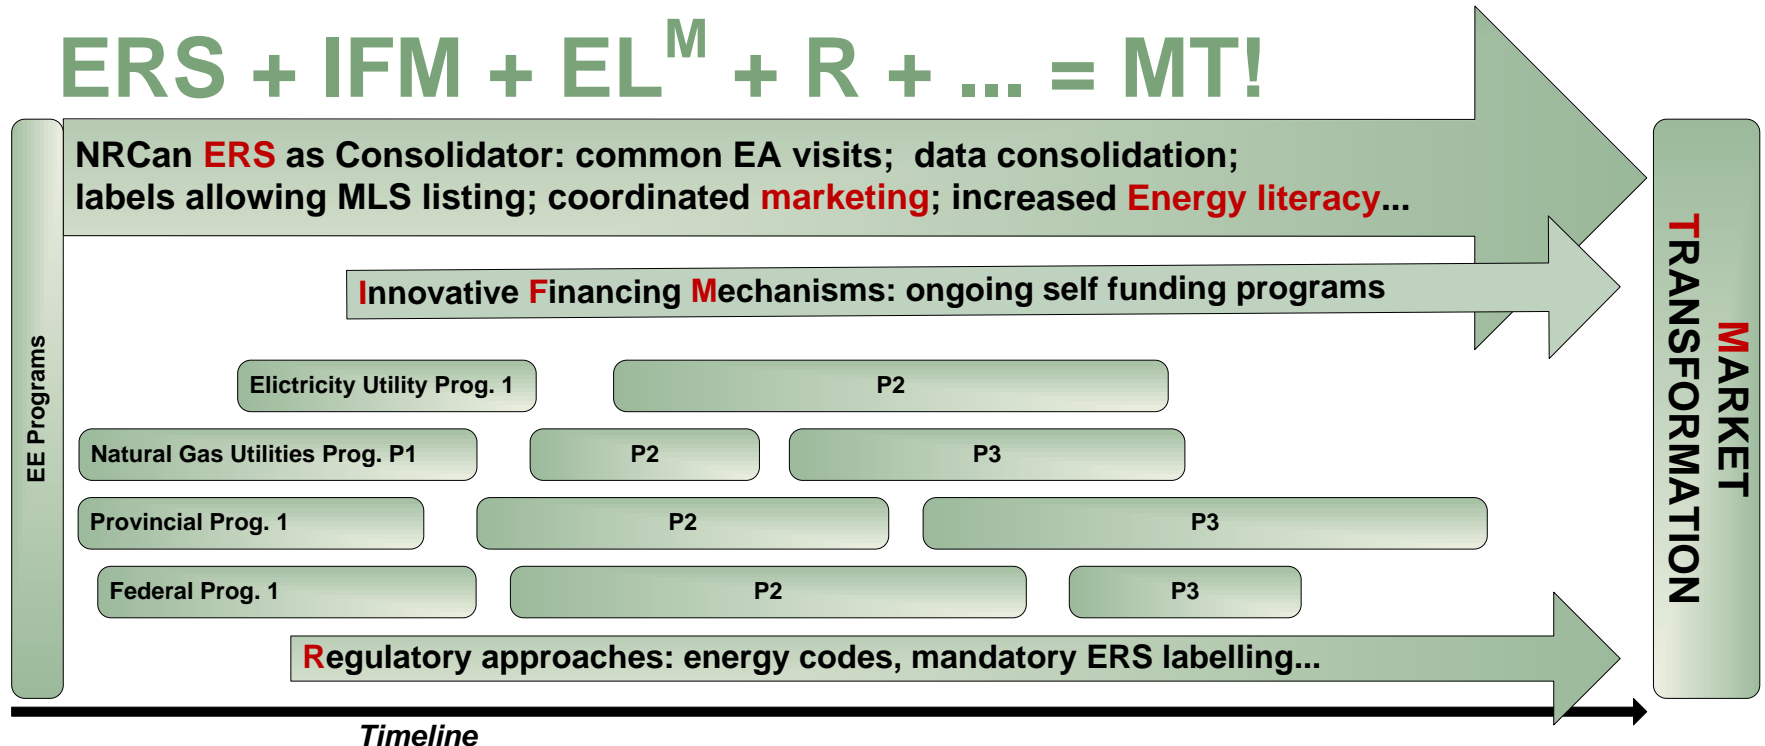 ERS + IFM + EL^M + R + ... = MT!
NRCan ERS as Consolidator: common EA visits; data consolidation;
labels allowing MLS listing; coordinated marketing; increased Energy literacy...
Innovative Financing Mechanisms: ongoing self funding programs
EE Programs
Elictricity Utility Prog. 1
P2
Natural Gas Utilities Prog. P1
P2
P3
Provincial Prog. 1
P2
P3
Federal Prog. 1
P2
P3
Regulatory approaches: energy codes, mandatory ERS labelling...
MARKET
TRANSFORMATION
Timeline